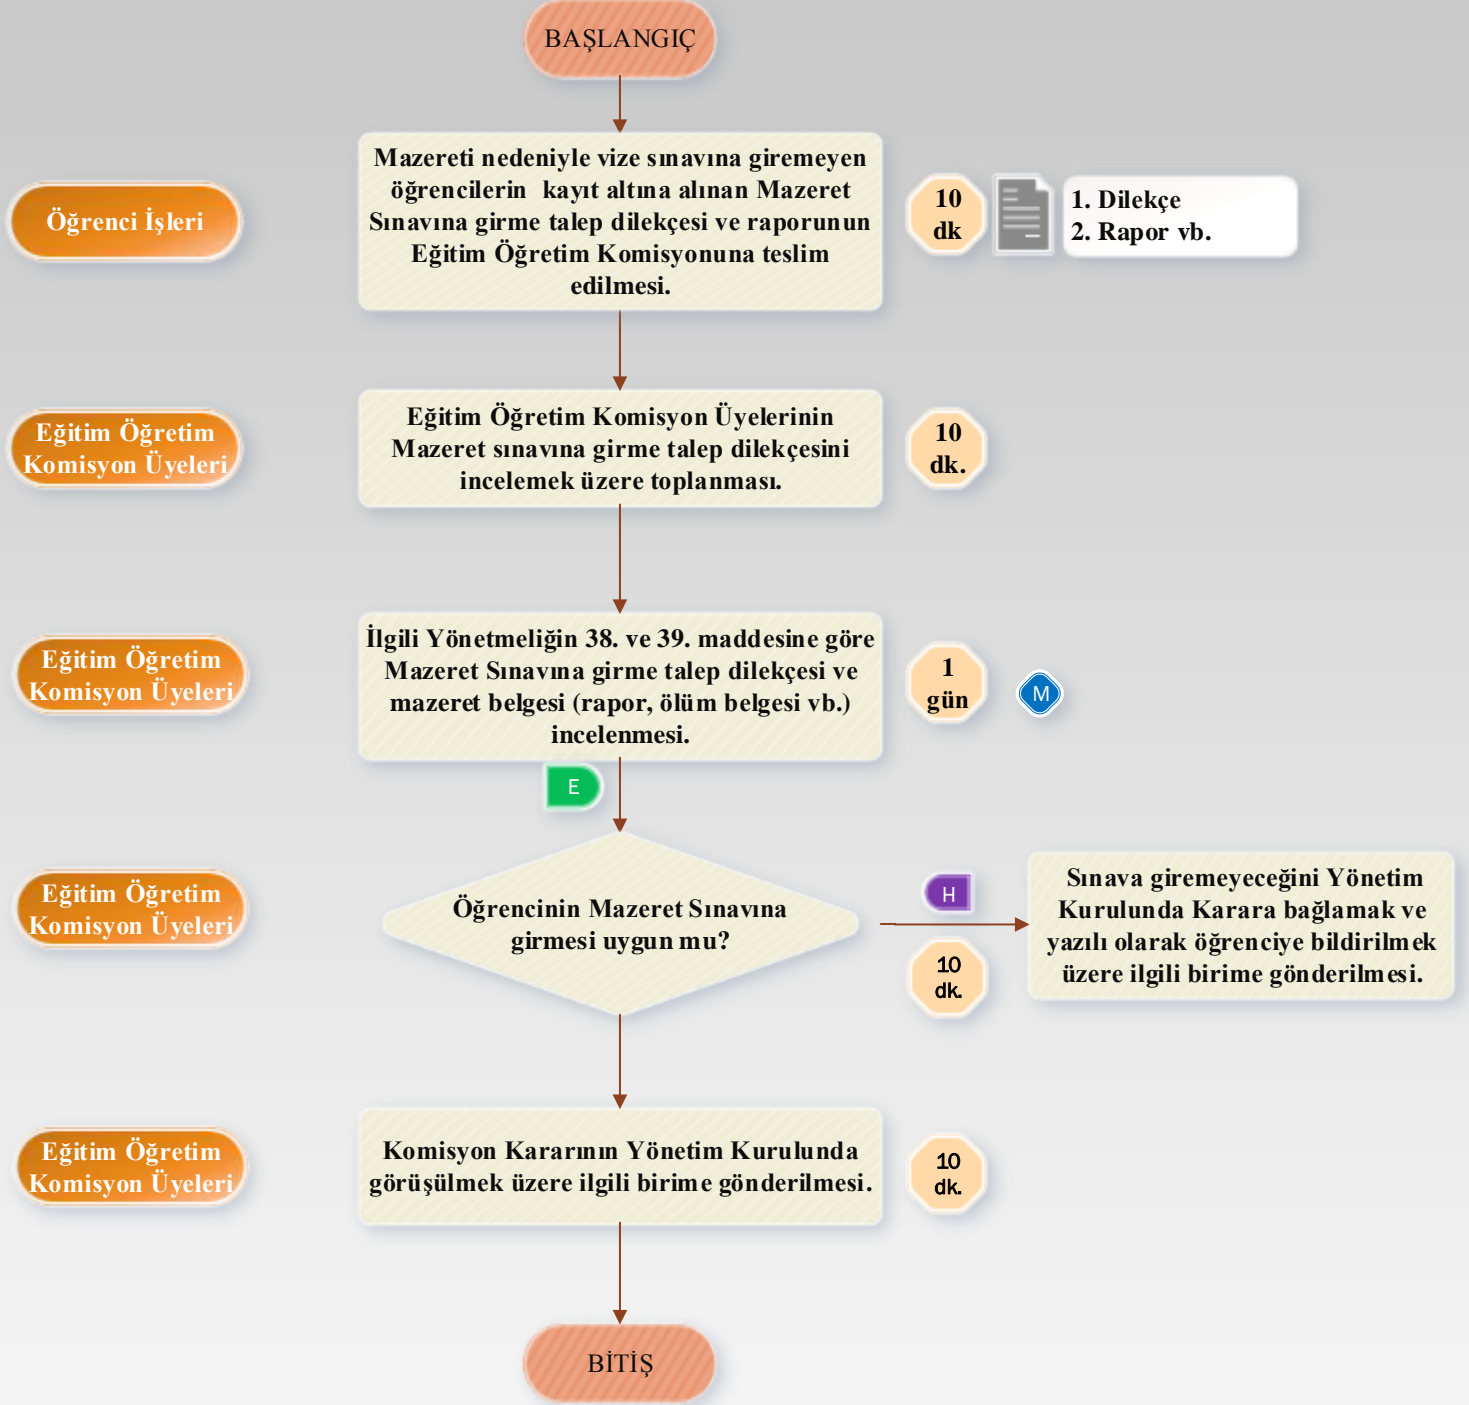 BAŞLANGIÇ
Öğrenci İşleri
Mazereti nedeniyle vize sınavına giremeyen
öğrencilerin kayıt altına alınan Mazeret
Sınavına girme talep dilekçesi ve raporunun
Eğitim Öğretim Komisyonuna teslim
edilmesi.
10
dk
1. Dilekçe
2. Rapor vb.
Eğitim Öğretim
Komisyon Üyeleri
Eğitim Öğretim Komisyon Üyelerinin
Mazeret sınavına girme talep dilekçesini
incelemek üzere toplanması.
10
dk.
Eğitim Öğretim
Komisyon Üyeleri
İlgili Yönetmeliğin 38. ve 39. maddesine göre
Mazeret Sınavına girme talep dilekçesi ve
mazeret belgesi (rapor, ölüm belgesi vb.)
incelenmesi.
1
gün
M
E
Eğitim Öğretim
Komisyon Üyeleri
Öğrencinin Mazeret Sınavına
girmesi uygun mu?
H
10
dk.
Sınava giremeyeceğini Yönetim
Kurulunda Karara bağlamak ve
yazılı olarak öğrenciye bildirilmek
üzere ilgili birime gönderilmesi.
Eğitim Öğretim
Komisyon Üyeleri
Komisyon Kararının Yönetim Kurulunda
görüşülmek üzere ilgili birime gönderilmesi.
10
dk.
BİTİŞ